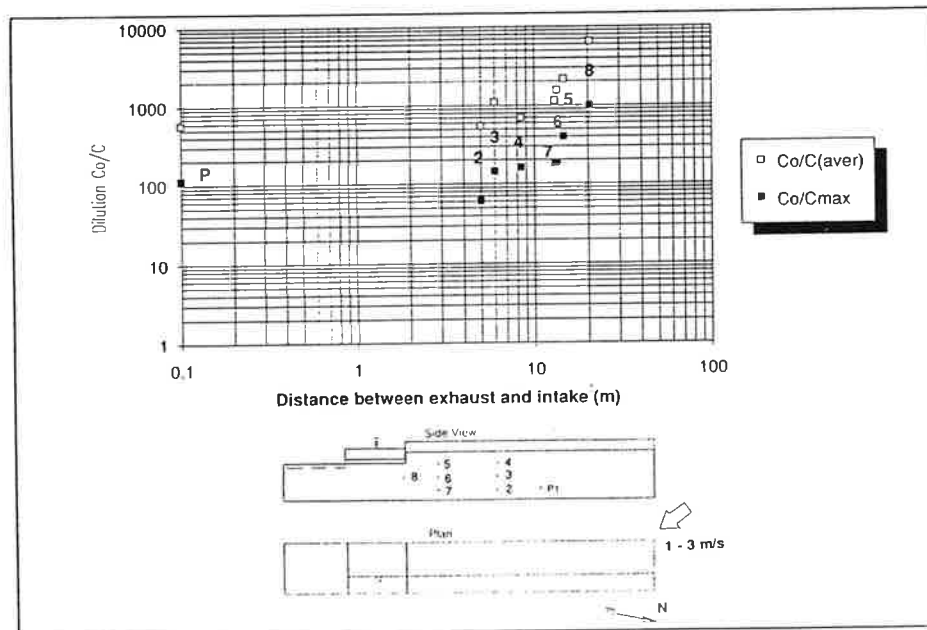 10000
1000
100
10
1
Dilution Co/C
P
2
3
4
5
6
7
8
0.1
1
10
100
Distance between exhaust and intake (m)
Co/C(aver)
Co/Cmax
Side View
5
4
8
6
3
7
2
P1
Plan
1 - 3 m/s
N